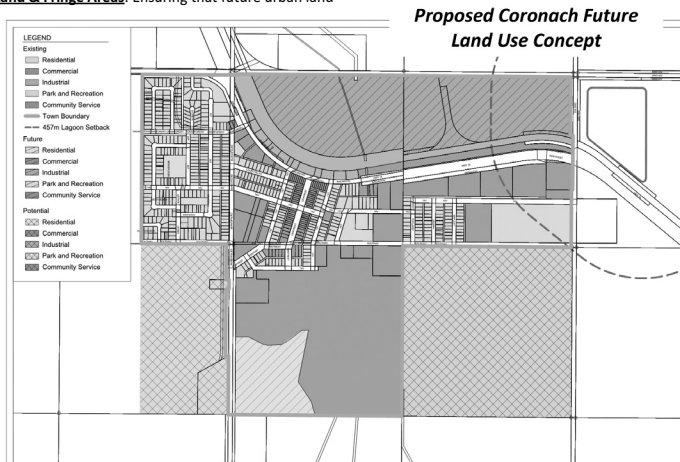 und & Fringe Areas: Ensuring that future urban land
Proposed Coronach Future
Land Use Concept
LEGEND
Existing
Residential
Commercial
Industrial
Park and Recreation
Community Service
Town Boundary
457m Lagoon Setback
Future
Residential
Commercial
Industrial
Park and Recreation
Community Service
Potential
Residential
Commercial
Industrial
Park and Recreation
Community Service